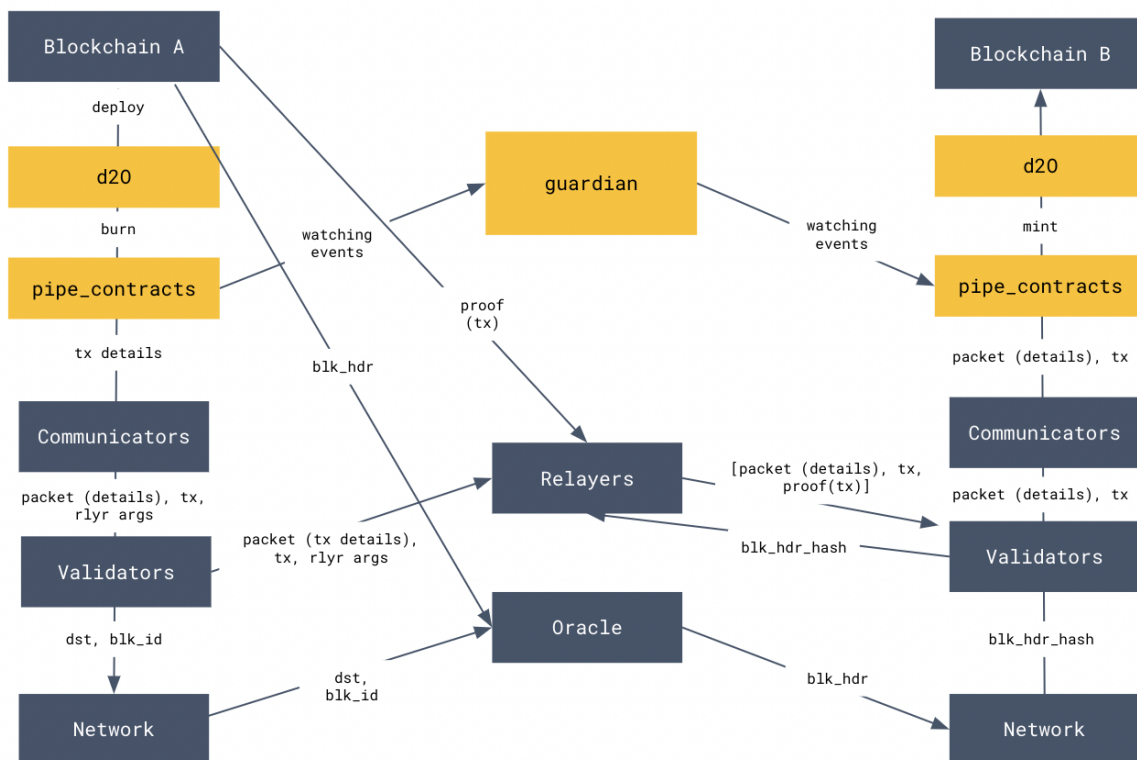 Blockchain A
Blockchain B
deploy
d20
guardian
d20
burn
watching
events
watching
events
mint
pipe_contracts
pipe_contracts
proof
(tx)
tx details
blk_hdr
packet (details), tx
Communicators
Communicators
Relayers
[packet (details), tx,
proof(tx)]
packet (details), tx,
rlyr args
packet (details), tx
packet (tx details),
tx, rlyr args
blk_hdr_hash
Validators
Validators
Oracle
dst, blk_id
blk_hdr_hash
dst,
blk_id
blk_hdr
Network
Network